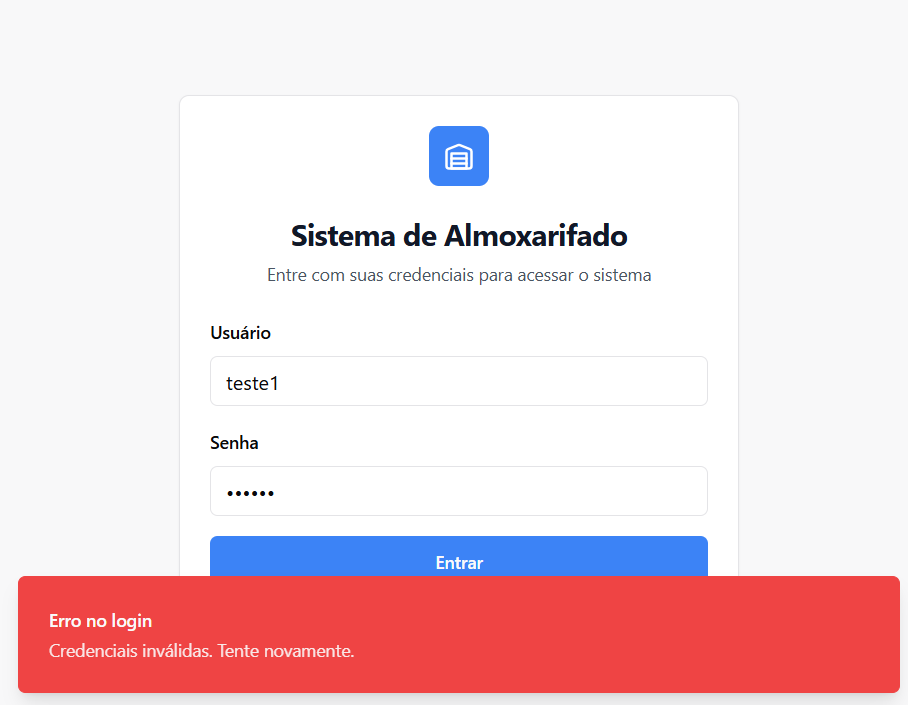 Sistema de Almoxarifado
Entre com suas credenciais para acessar o sistema
Usuário
teste1
Senha
••••••
Entrar
Erro no login
Credenciais inválidas. Tente novamente.